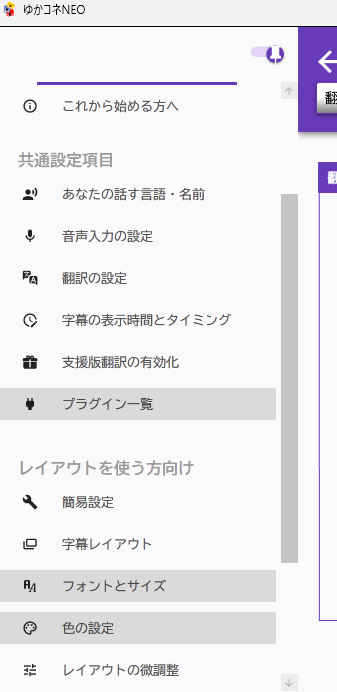 ゆかコネNEO
これから始める方へ
翻
共通設定項目
あなたの話す言語・名前
音声入力の設定
翻訳の設定
字幕の表示時間とタイミング
支援版翻訳の有効化
プラグイン一覧
レイアウトを使う方向け
簡易設定
字幕レイアウト
フォントとサイズ
色の設定
レイアウトの微調整